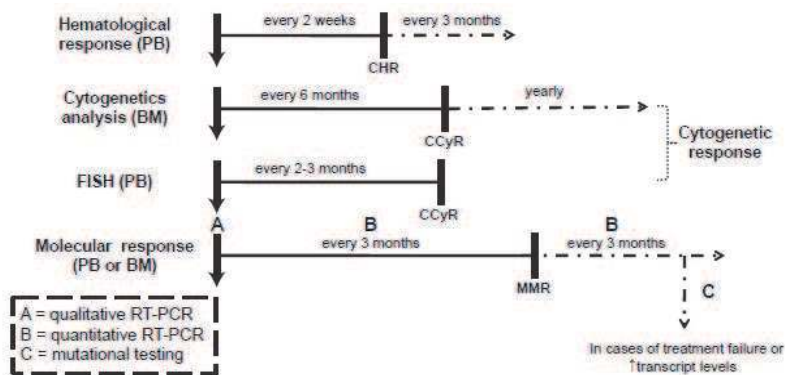 Hematological
response (PB)
every 2 weeks
every 3 months
CHR
Cytogenetics
analysis (BM)
every 6 months
yearly
CCyR
Cytogenetic
response
FISH (PB)
every 2-3 months
CCyR
A
B
B
Molecular response
(PB or BM)
every 3 months
every 3 months
MMR
C
A = qualitative RT-PCR
B = quantitative RT-PCR
C = mutational testing
In cases of treatment failure or
↑transcript levels